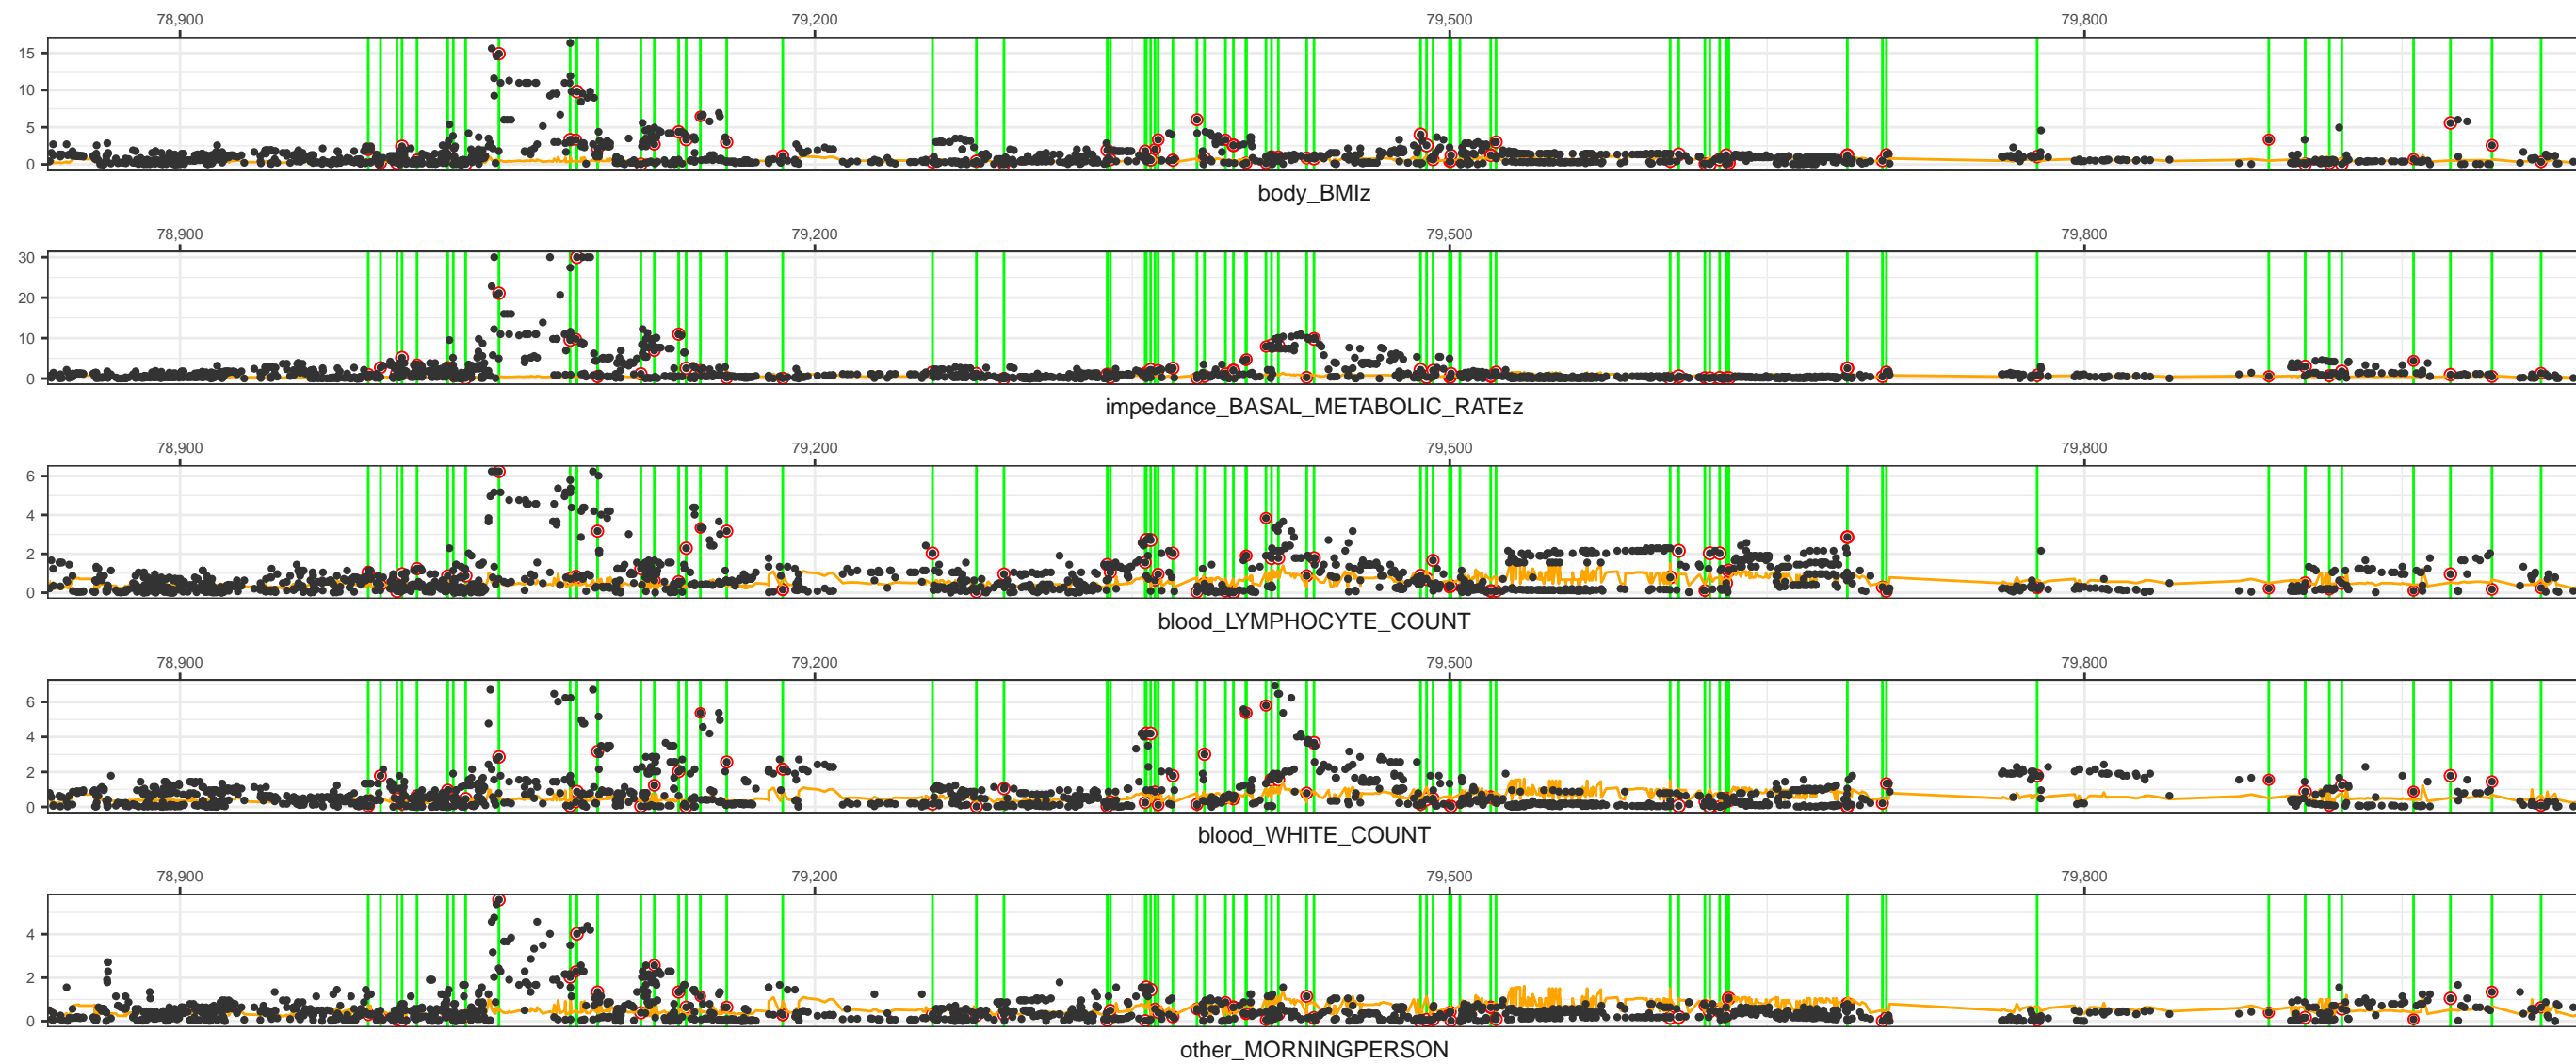 78,900 79,200 79,500 79,800
15
10
5
0
body_BMIz
78,900 79,200 79,500 79,800
30
20
10
0
impedance_BASAL_METABOLIC_RATEz
78,900 79,200 79,500 79,800
6
4
2
0
blood_LYMPHOCYTE_COUNT
78,900 79,200 79,500 79,800
6
4
2
0
blood_WHITE_COUNT
78,900 79,200 79,500 79,800
4
2
0
other_MORNINGPERSON